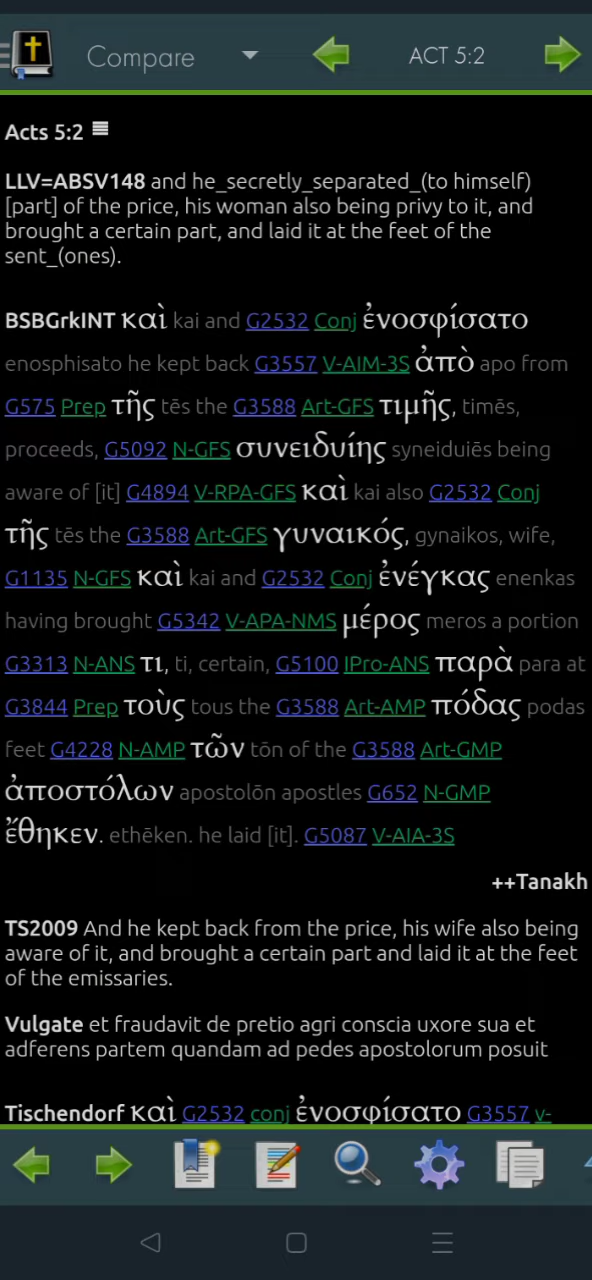 Compare
ACT 5:2
Acts 5:2
LLV=ABSV148 and he_secretly_separated_(to himself)
[part] of the price, his woman also being privy to it, and
brought a certain part, and laid it at the feet of the
sent_(ones).
BSBGrkINT καὶ kai and G2532 Conj ἐνοσφίσατο
enosphisato he kept back G3557 V-AIM-3S ἀπὸ apo from
G575 Prep τῆς tēs the G3588 Art-GFS τιμῆς, timēs,
proceeds, G5092 N-GFS συνειδυίης syneiduiēs being
aware of [it] G4894 V-RPA-GFS καὶ kai also G2532 Conj
τῆς tēs the G3588 Art-GFS γυναικός, gynaikos, wife,
G1135 N-GFS καὶ kai and G2532 Conj ἐνέγκας enenkas
having brought G5342 V-APA-NMS μέρος meros a portion
G3313 N-ANS τι, ti, certain, G5100 IPro-ANS παρὰ para at
G3844 Prep τοὺς tous the G3588 Art-AMP πόδας podas
feet G4228 N-AMP τῶν tōn of the G3588 Art-GMP
ἀποστόλων apostolōn apostles G652 N-GMP
ἔθηκεν. ethēken. he laid [it]. G5087 V-AIA-3S
++Tanakh
TS2009 And he kept back from the price, his wife also being
aware of it, and brought a certain part and laid it at the feet
of the emissaries.
Vulgate et fraudavit de pretio agri conscia uxore sua et
adferens partem quandam ad pedes apostolorum posuit
Tischendorf καὶ G2532 conj ἐνοσφίσατο G3557 v-